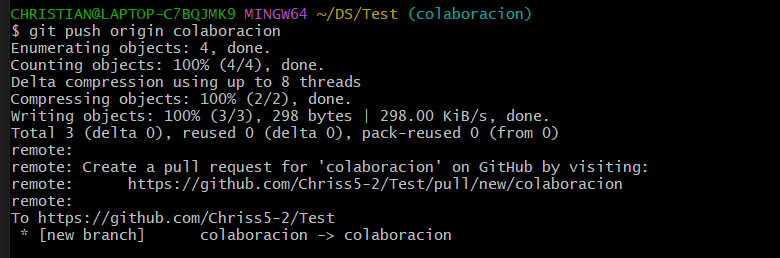 CHRISTIAN@LAPTOP-C7BQJMK9 MINGW64 ~/DS/Test (colaboracion)
$ git push origin colaboracion
Enumerating objects: 4, done.
Counting objects: 100% (4/4), done.
Delta compression using up to 8 threads
Compressing objects: 100% (2/2), done.
Writing objects: 100% (3/3), 298 bytes | 298.00 KiB/s, done.
Total 3 (delta 0), reused 0 (delta 0), pack-reused 0 (from 0)
remote:
remote: Create a pull request for 'colaboracion' on GitHub by visiting:
remote:      https://github.com/Chriss5-2/Test/pull/new/colaboracion
remote:
To https://github.com/Chriss5-2/Test
 * [new branch]      colaboracion -> colaboracion